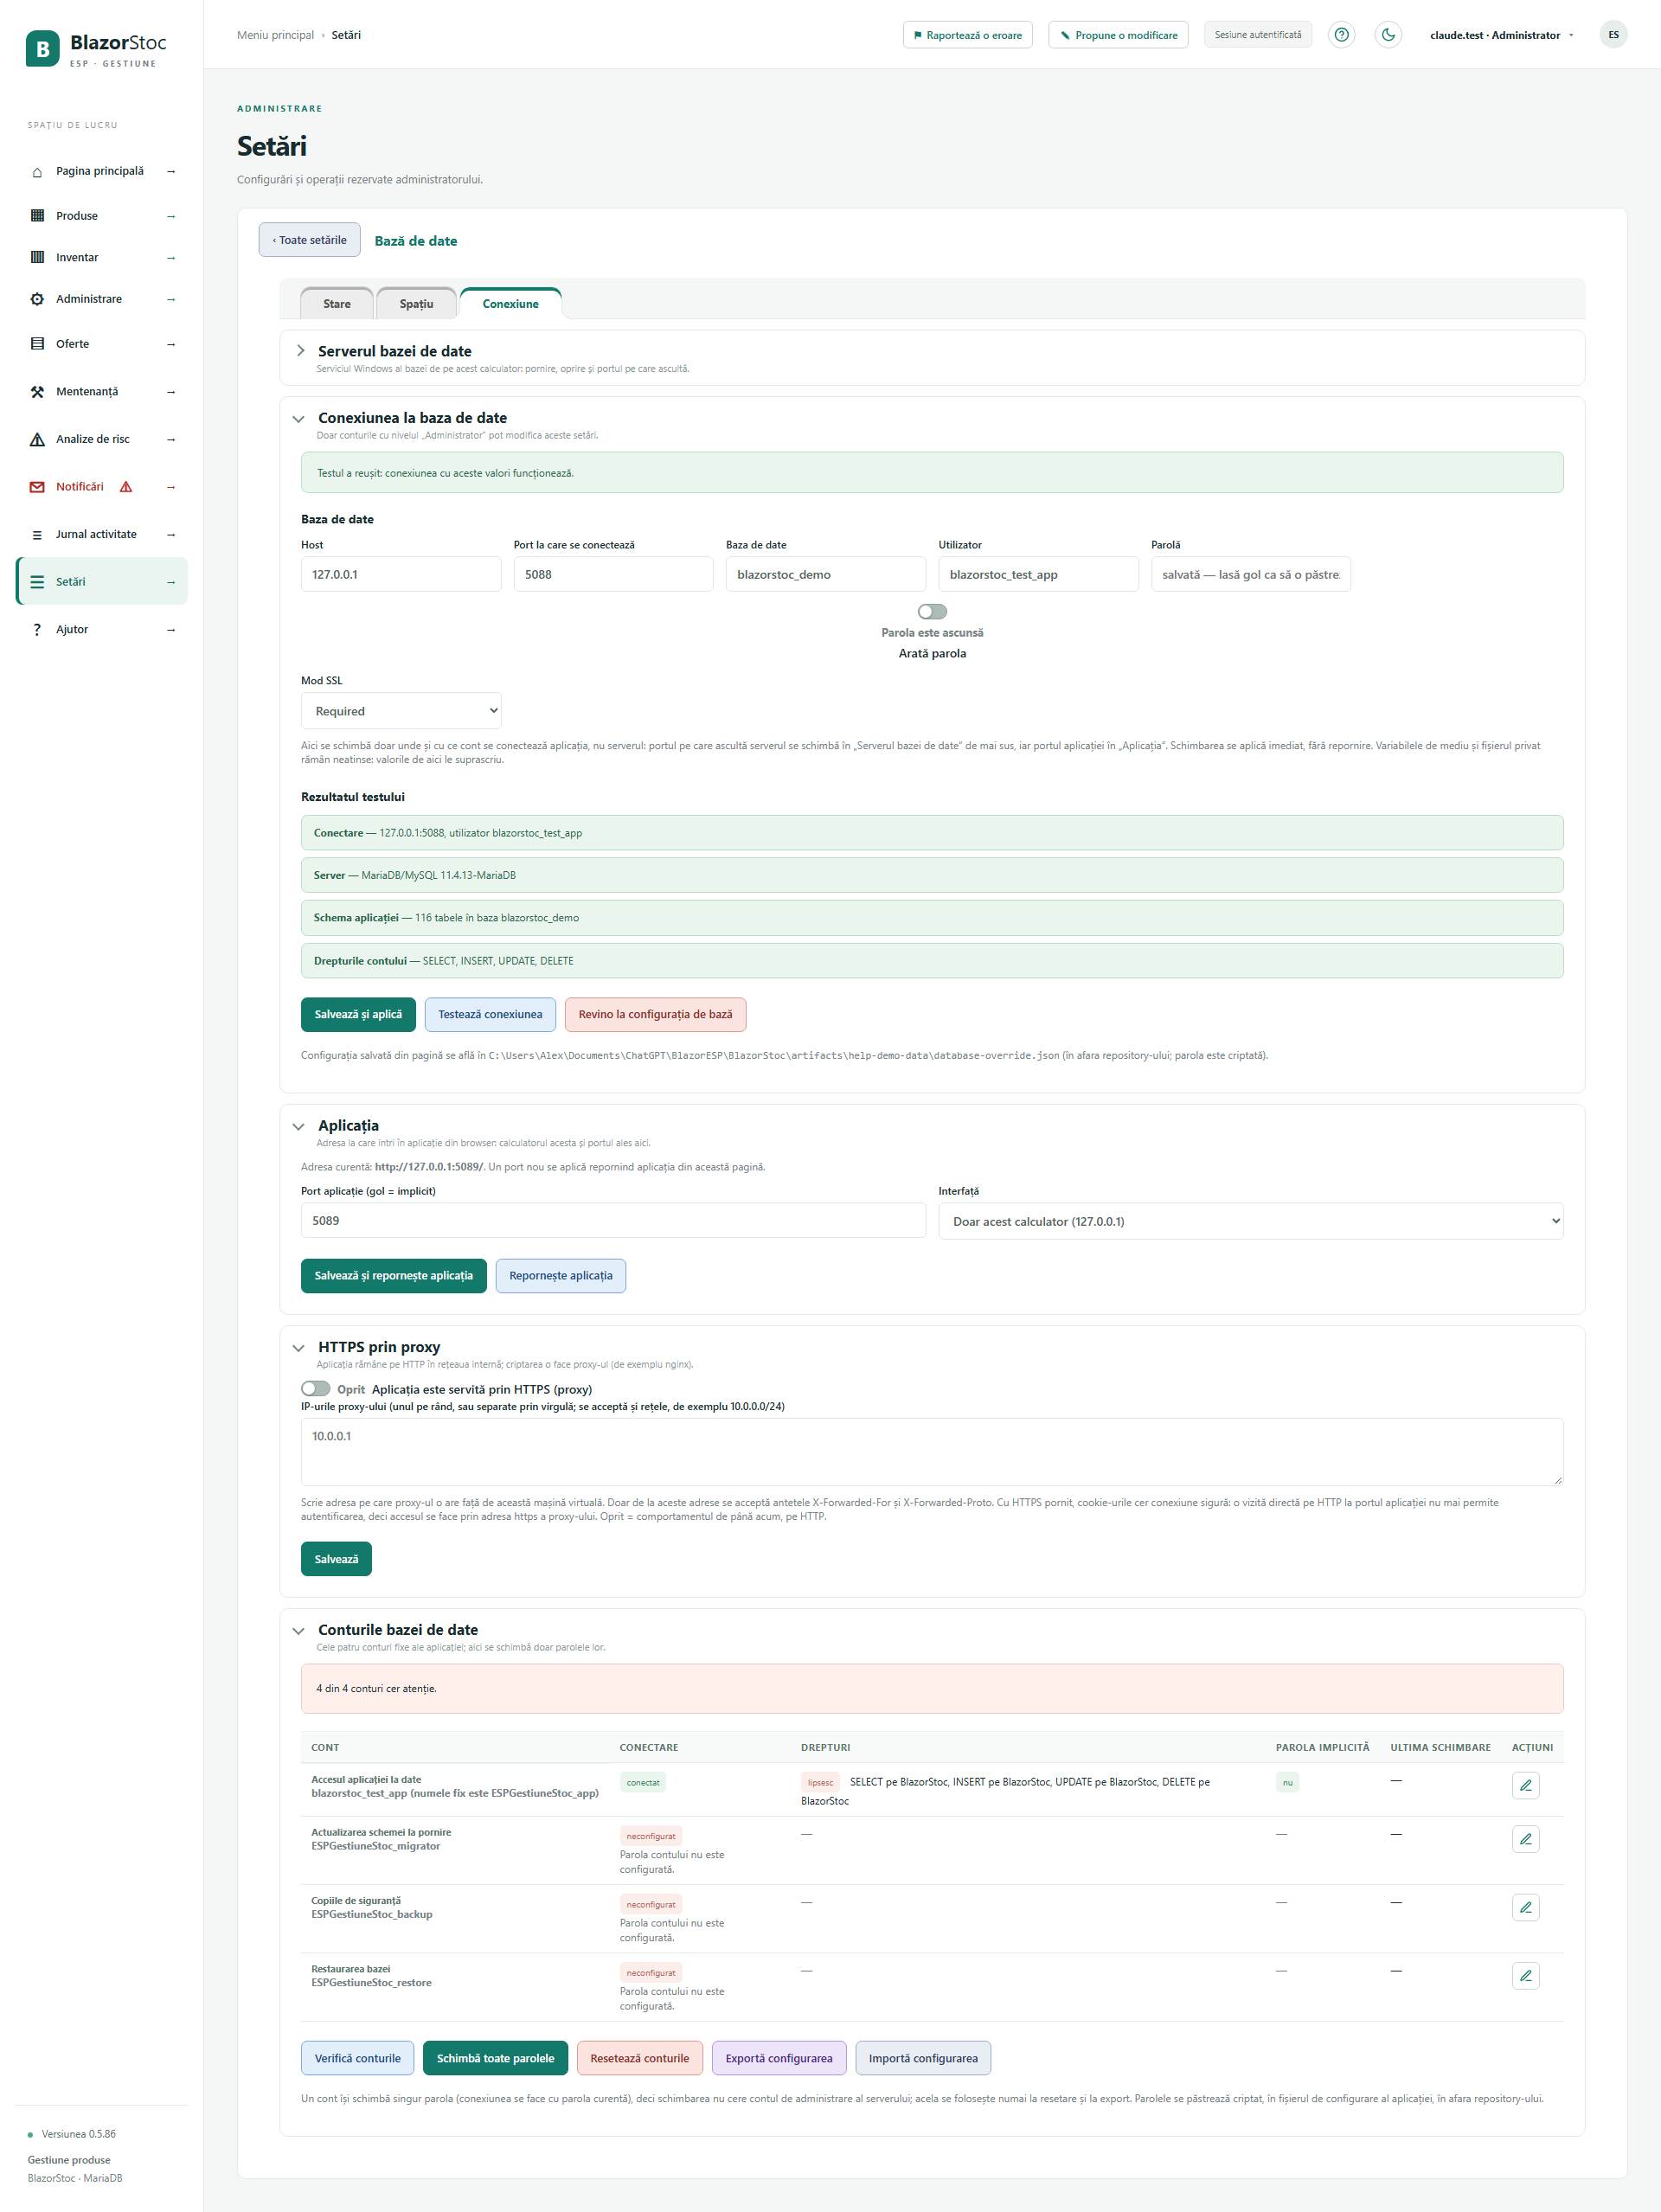 B
BlazorStoc
ESP · GESTIUNE
SPAȚIU DE LUCRU
Pagina principală →
Produse →
Inventar →
Administrare →
Oferte →
Mentenanță →
Analize de risc →
Notificări →
Jurnal activitate →
Setări →
? Ajutor →
Versiunea 0.5.86
Gestiune produse
BlazorStoc · MariaDB
Meniu principal › Setări
Raportează o eroare
Propune o modificare
Sesiune autentificată
claude.test · Administrator
ES
ADMINISTRARE
Setări
Configurări și operații rezervate administratorului.
‹ Toate setările
Bază de date
Stare
Spațiu
Conexiune
Serverul bazei de date
Serviciul Windows al bazei de pe acest calculator: pornire, oprire și portul pe care ascultă.
Conexiunea la baza de date
Doar conturile cu nivelul „Administrator” pot modifica aceste setări.
Testul a reușit: conexiunea cu aceste valori funcționează.
Baza de date
Host
Port la care se conectează
Baza de date
Utilizator
Parolă
127.0.0.1
5088
blazorstoc_demo
blazorstoc_test_app
salvată — lasă gol ca să o păstre
Parola este ascunsă
Arată parola
Mod SSL
Required
Aici se schimbă doar unde și cu ce cont se conectează aplicația, nu serverul: portul pe care ascultă serverul se schimbă în „Serverul bazei de date” de mai sus, iar portul aplicației în „Aplicația”. Schimbarea se aplică imediat, fără repornire. Variabilele de mediu și fișierul privat
rămân neatinse: valorile de aici le suprascriu.
Rezultatul testului
Conectare — 127.0.0.1:5088, utilizator blazorstoc_test_app
Server — MariaDB/MySQL 11.4.13-MariaDB
Schema aplicației — 116 tabele în baza blazorstoc_demo
Drepturile contului — SELECT, INSERT, UPDATE, DELETE
Salvează și aplică
Testează conexiunea
Revino la configurația de bază
Configurația salvată din pagină se află în C:\Users\Alex\Documents\ChatGPT\BlazorESP\BlazorStoc\artifacts\help-demo-data\database-override.json (în afara repository-ului; parola este criptată).
Aplicația
Adresa la care intri în aplicație din browser: calculatorul acesta și portul ales aici.
Adresa curentă: http://127.0.0.1:5089/. Un port nou se aplică repornind aplicația din această pagină.
Port aplicație (gol = implicit)
Interfață
5089
Doar acest calculator (127.0.0.1)
Salvează și repornește aplicația
Repornește aplicația
HTTPS prin proxy
Aplicația rămâne pe HTTP în rețeaua internă; criptarea o face proxy-ul (de exemplu nginx).
Oprit Aplicația este servită prin HTTPS (proxy)
IP-urile proxy-ului (unul pe rând, sau separate prin virgulă; se acceptă și rețele, de exemplu 10.0.0.0/24)
10.0.0.1
Scrie adresa pe care proxy-ul o are față de această mașină virtuală. Doar de la aceste adrese se acceptă antetele X-Forwarded-For și X-Forwarded-Proto. Cu HTTPS pornit, cookie-urile cer conexiune sigură: o vizită directă pe HTTP la portul aplicației nu mai permite
autentificarea, deci accesul se face prin adresa https a proxy-ului. Oprit = comportamentul de până acum, pe HTTP.
Salvează
Conturile bazei de date
Cele patru conturi fixe ale aplicației; aici se schimbă doar parolele lor.
4 din 4 conturi cer atenție.
CONT CONECTARE DREPTURI PAROLA IMPLICITĂ ULTIMA SCHIMBARE ACȚIUNI
Accesul aplicației la date
blazorstoc_test_app (numele fix este ESPGestiuneStoc_app)
conectat
lipsesc SELECT pe BlazorStoc, INSERT pe BlazorStoc, UPDATE pe BlazorStoc, DELETE pe
BlazorStoc
nu
—
Actualizarea schemei la pornire
ESPGestiuneStoc_migrator
neconfigurat
Parola contului nu este
configurată.
— — —
Copiile de siguranță
ESPGestiuneStoc_backup
neconfigurat
Parola contului nu este
configurată.
— — —
Restaurarea bazei
ESPGestiuneStoc_restore
neconfigurat
Parola contului nu este
configurată.
— — —
Verifică conturile
Schimbă toate parolele
Resetează conturile
Exportă configurarea
Importă configurarea
Un cont își schimbă singur parola (conexiunea se face cu parola curentă), deci schimbarea nu cere contul de administrare al serverului; acela se folosește numai la resetare și la export. Parolele se păstrează criptat, în fișierul de configurare al aplicației, în afara repository-ului.